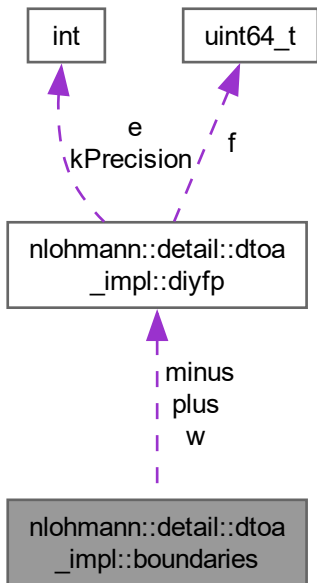 int
uint64_t
e
kPrecision
f
nlohmann::detail::dtoa
_impl::diyfp
minus
plus
w
nlohmann::detail::dtoa
_impl::boundaries